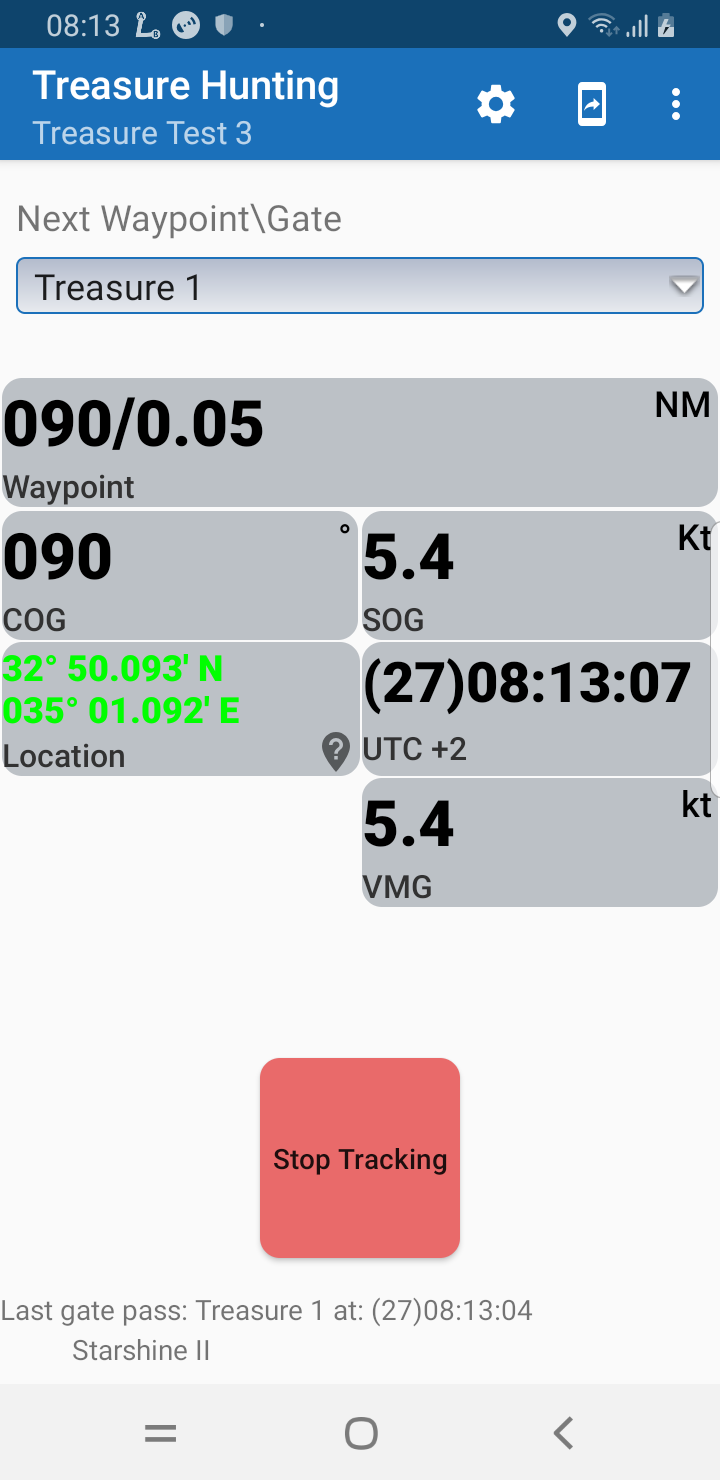 08:13
Treasure Hunting
Treasure Test 3
Next Waypoint\Gate
Treasure 1
090/0.05 NM
Waypoint
090 °
COG
5.4 Kt
SOG
32° 50.093' N
035° 01.092' E
Location
(27)08:13:07
UTC +2
5.4 kt
VMG
Stop Tracking
Last gate pass: Treasure 1 at: (27)08:13:04
Starshine II